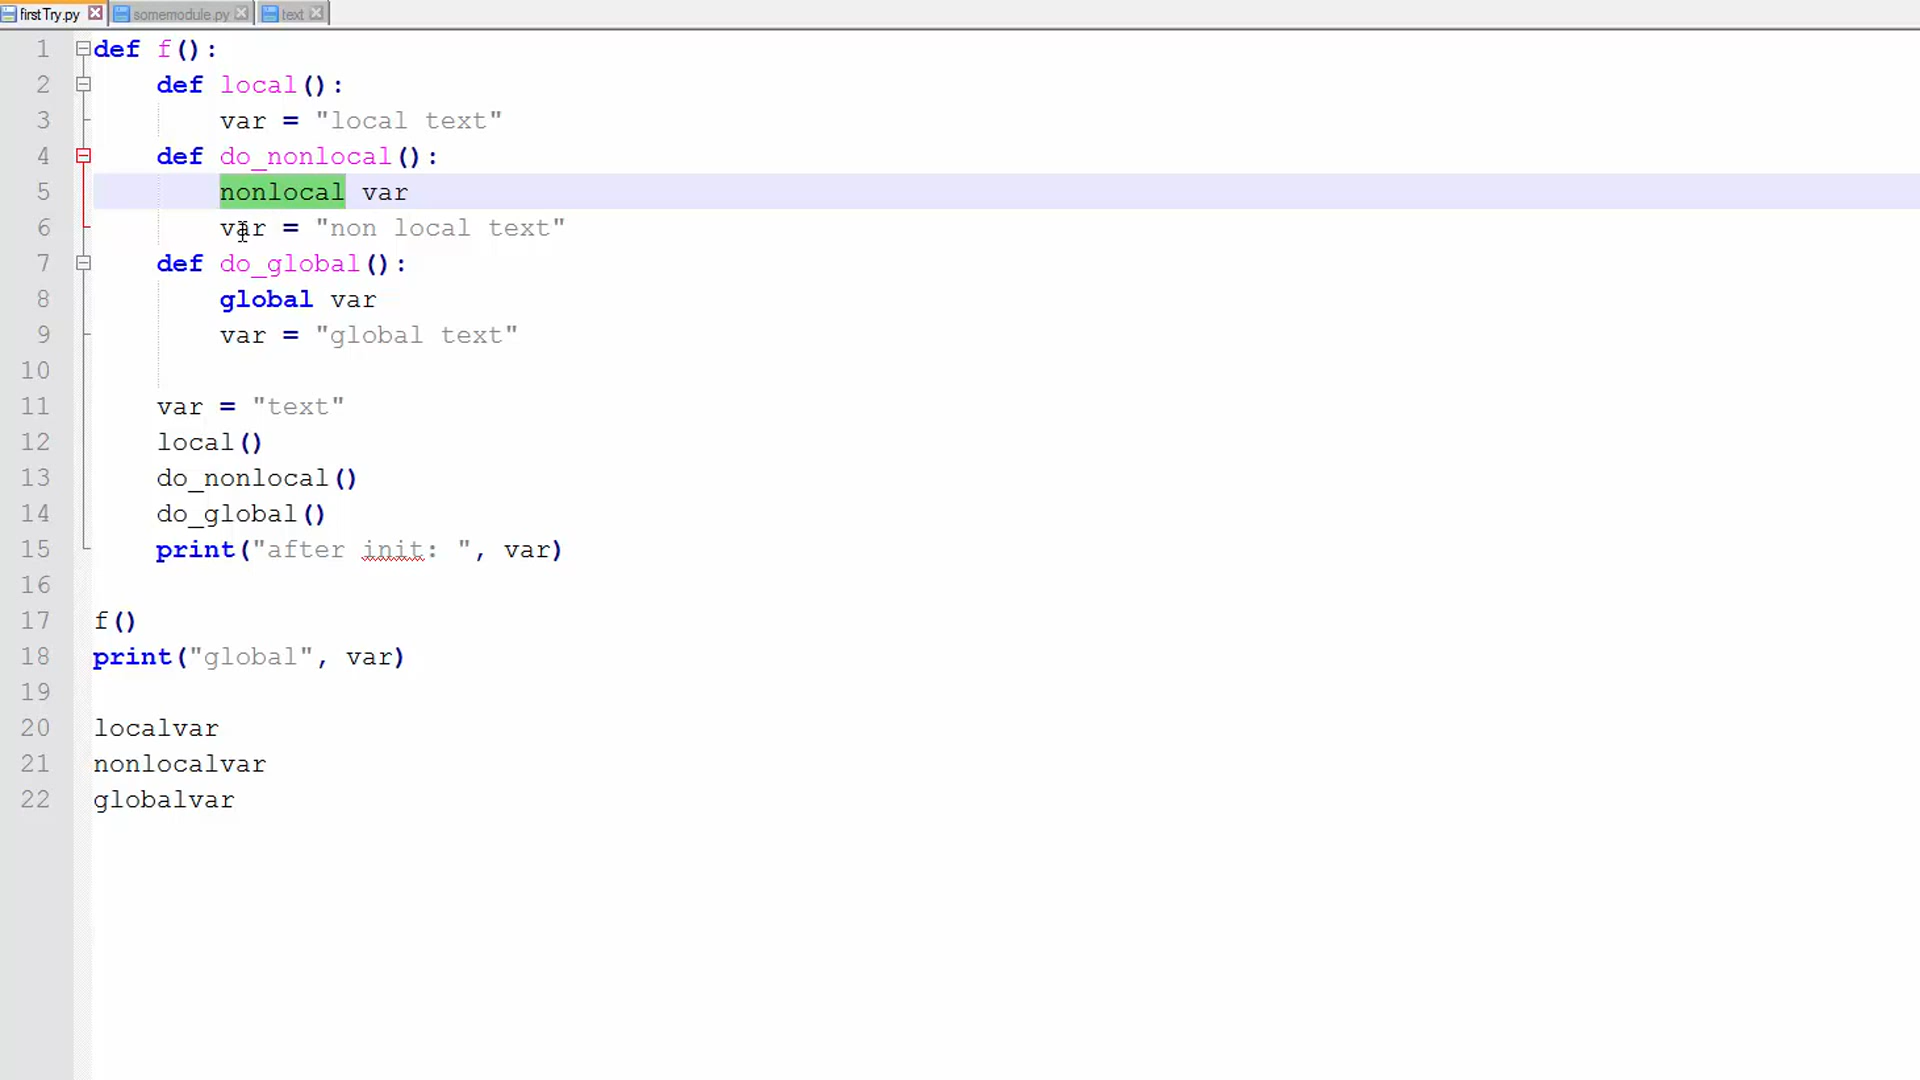 firstTry.py somemodule.py text
1 def f():
2 def local():
3 var = "local text"
4 def do_nonlocal():
5 nonlocal var
6 var = "non local text"
7 def do_global():
8 global var
9 var = "global text"
10
11 var = "text"
12 local()
13 do_nonlocal()
14 do_global()
15 print("after init: ", var)
16
17 f()
18 print("global", var)
19
20 localvar
21 nonlocalvar
22 globalvar